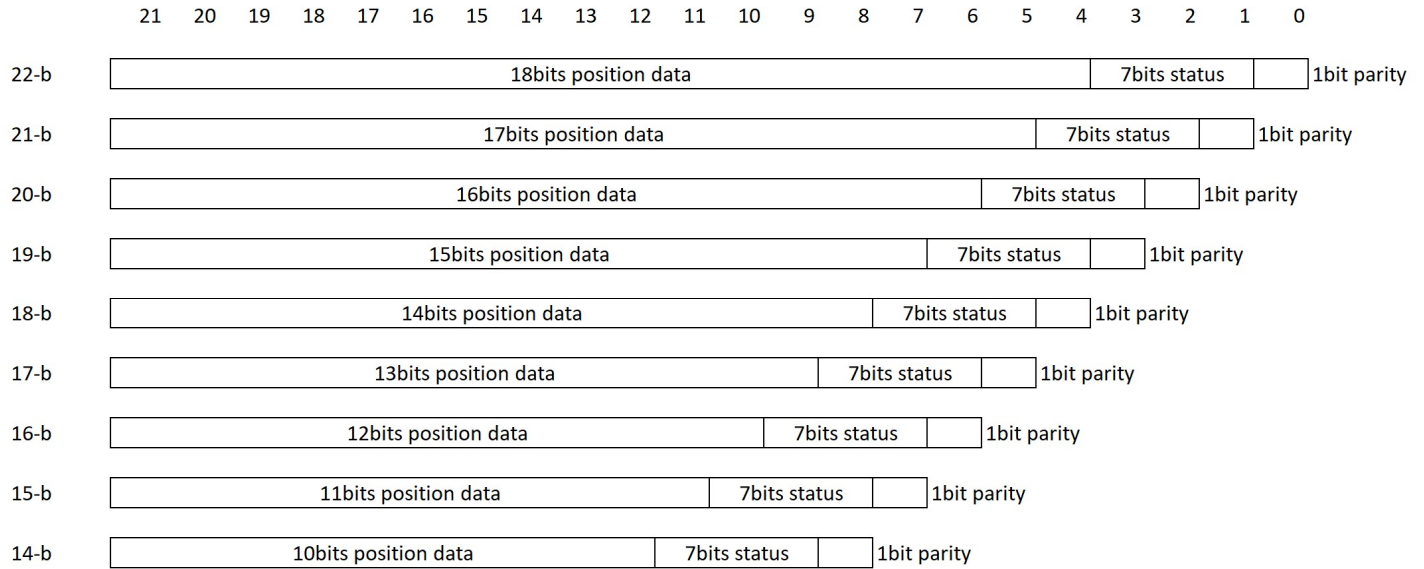 21 20 19 18 17 16 15 14 13 12 11 10 9 8 7 6 5 4 3 2 1 0
22-b 18bits position data 7bits status 1bit parity
21-b 17bits position data 7bits status 1bit parity
20-b 16bits position data 7bits status 1bit parity
19-b 15bits position data 7bits status 1bit parity
18-b 14bits position data 7bits status 1bit parity
17-b 13bits position data 7bits status 1bit parity
16-b 12bits position data 7bits status 1bit parity
15-b 11bits position data 7bits status 1bit parity
14-b 10bits position data 7bits status 1bit parity